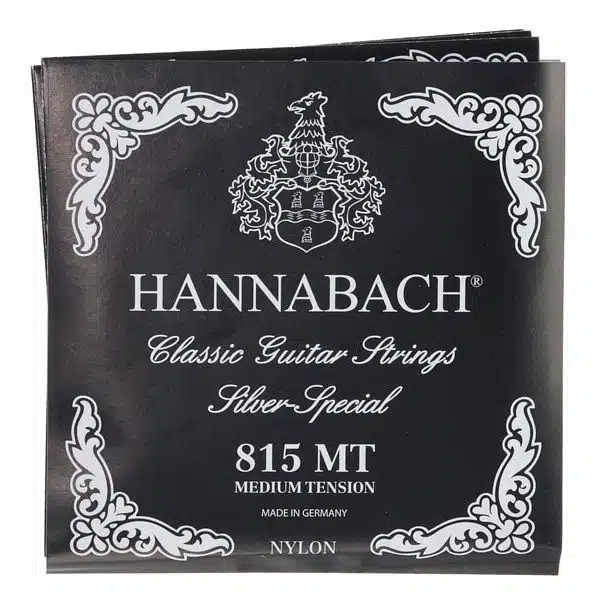 HANNABACH®
Classic Guitar Strings
Silver-Special
815 MT
MEDIUM TENSION
MADE IN GERMANY
NYLON